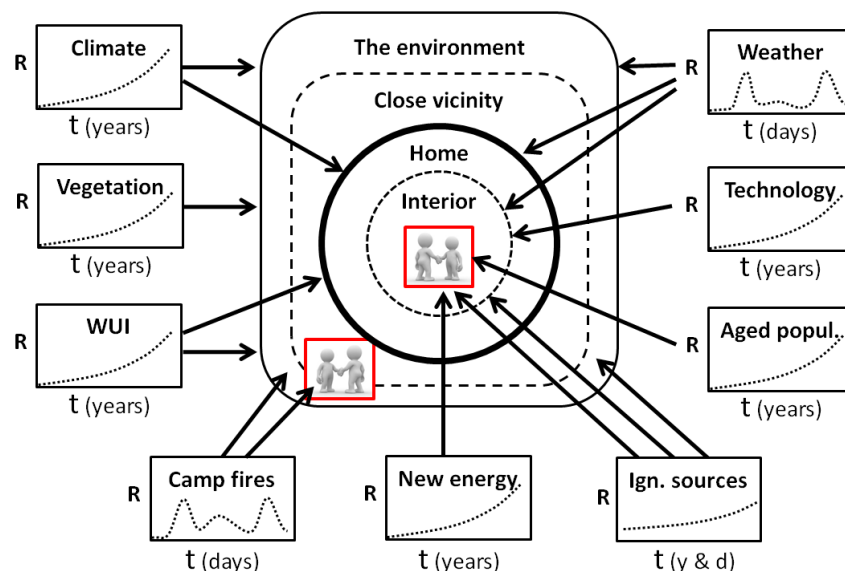 The environment
Close vicinity
Home
Interior
R
Climate
t (years)
R
Vegetation
t (years)
R
WUI
t (years)
R
Weather
t (days)
R
Technology
t (years)
R
Aged popul.
t (years)
R
Camp fires
t (days)
R
New energy
t (years)
R
Ign. sources
t (y & d)